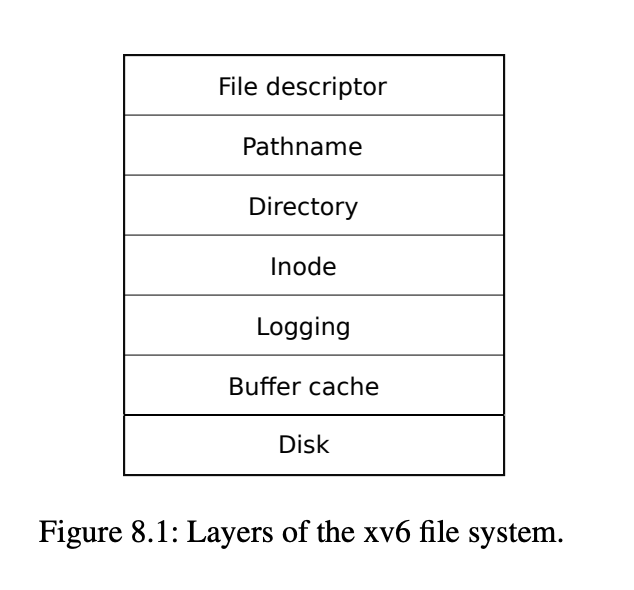 File descriptor
Pathname
Directory
Inode
Logging
Buffer cache
Disk
Figure 8.1: Layers of the xv6 file system.